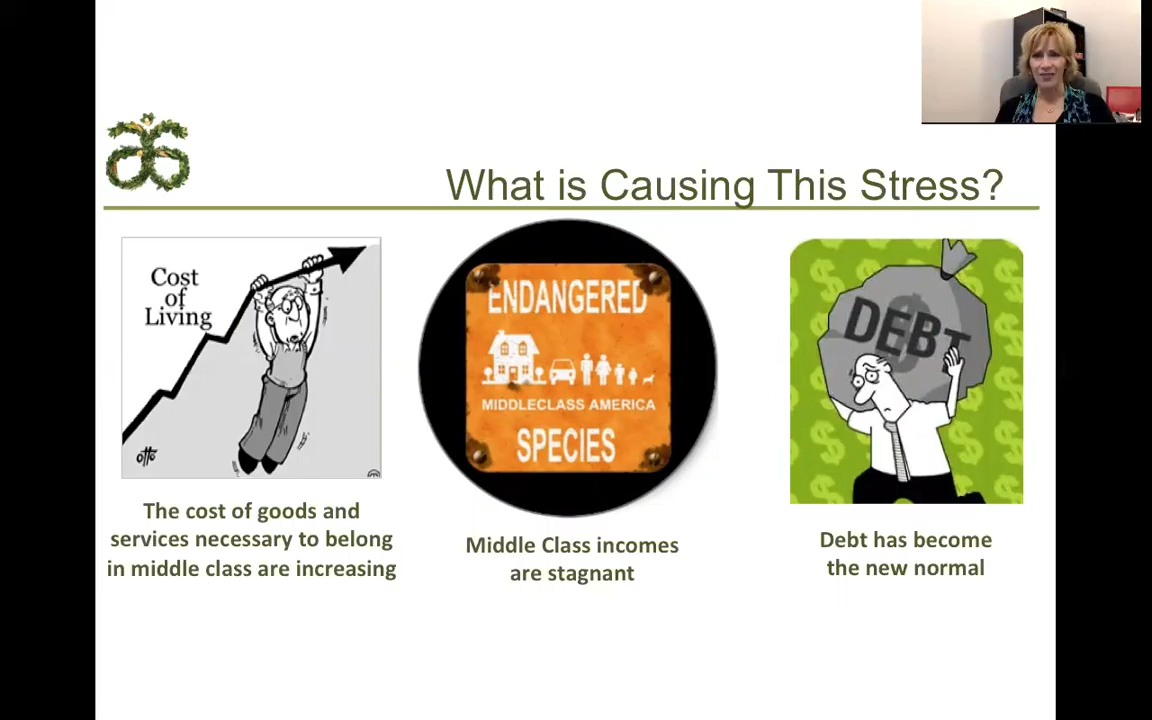 What is Causing This Stress?
Cost
of
Living
otto
The cost of goods and
services necessary to belong
in middle class are increasing
ENDANGERED
MIDDLECLASS AMERICA
SPECIES
Middle Class incomes
are stagnant
DEBT
Debt has become
the new normal